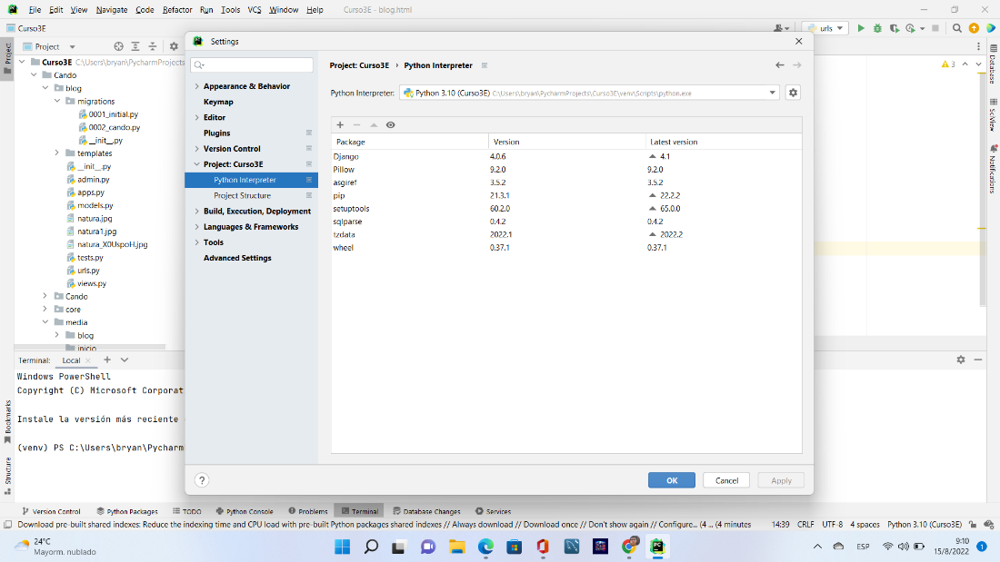 File Edit View Navigate Code Refactor Run Tools VCS Window Help Curso3E - blog.html
Curso3E
urls
Project
Project
Curso3E C:\Users\bryan\PycharmProjects
Cando
blog
migrations
0001_initial.py
0002_cando.py
__init__.py
templates
__init__.py
admin.py
apps.py
models.py
natura.jpg
natura1.jpg
natura_X0UspoH.jpg
tests.py
urls.py
views.py
Cando
core
media
blog
inicio
Settings
Appearance & Behavior
Keymap
Editor
Plugins
Version Control
Project: Curso3E
Python Interpreter
Project Structure
Build, Execution, Deployment
Languages & Frameworks
Tools
Advanced Settings
Project: Curso3E › Python Interpreter
Python Interpreter: Python 3.10 (Curso3E) C:\Users\bryan\PycharmProjects\Curso3E\venv\Scripts\python.exe
Package Version Latest version
Django 4.0.6 4.1
Pillow 9.2.0 9.2.0
asgiref 3.5.2 3.5.2
pip 21.3.1 22.2.2
setuptools 60.2.0 65.0.0
sqlparse 0.4.2 0.4.2
tzdata 2022.1 2022.2
wheel 0.37.1 0.37.1
? OK Cancel Apply
3
Database
SciView
Notifications
Terminal: Local
Windows PowerShell
Copyright (C) Microsoft Corporat
Instale la versión más reciente
(venv) PS C:\Users\bryan\Pycharm
Bookmarks
Structure
Version Control Python Packages TODO Python Console Problems Terminal Database Changes Services
Download pre-built shared indexes: Reduce the indexing time and CPU load with pre-built Python packages shared indexes // Always download // Download once // Don't show again // Configure... (4 ... (4 minutes 14:39 CRLF UTF-8 4 spaces Python 3.10 (Curso3E)
24°C
Mayorm. nublado
ESP
9:10
15/8/2022
1